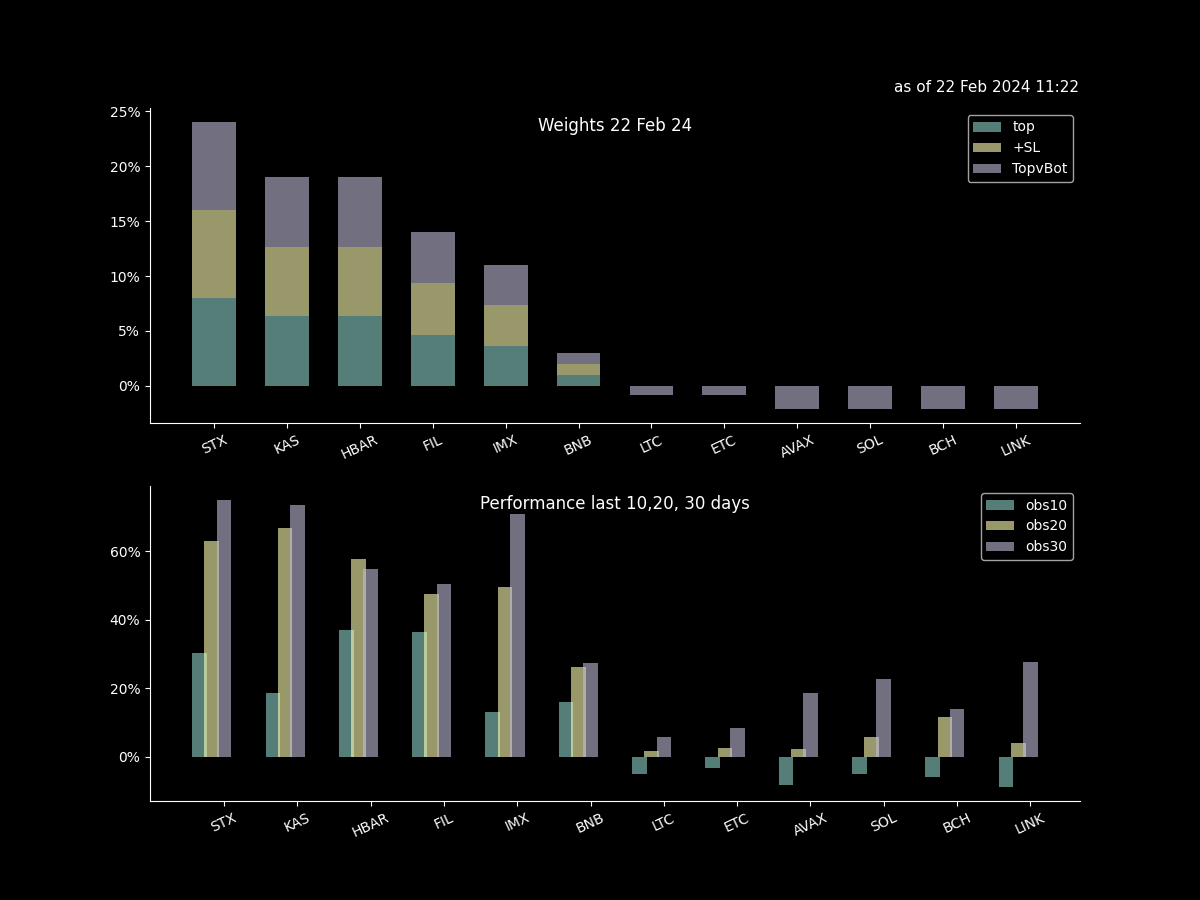 as of 22 Feb 2024 11:22
Weights 22 Feb 24
25%
20%
15%
10%
5%
0%
top
+SL
TopvBot
STX KAS HBAR FIL IMX BNB LTC ETC AVAX SOL BCH LINK
Performance last 10,20, 30 days
60%
40%
20%
0%
obs10
obs20
obs30
STX KAS HBAR FIL IMX BNB LTC ETC AVAX SOL BCH LINK